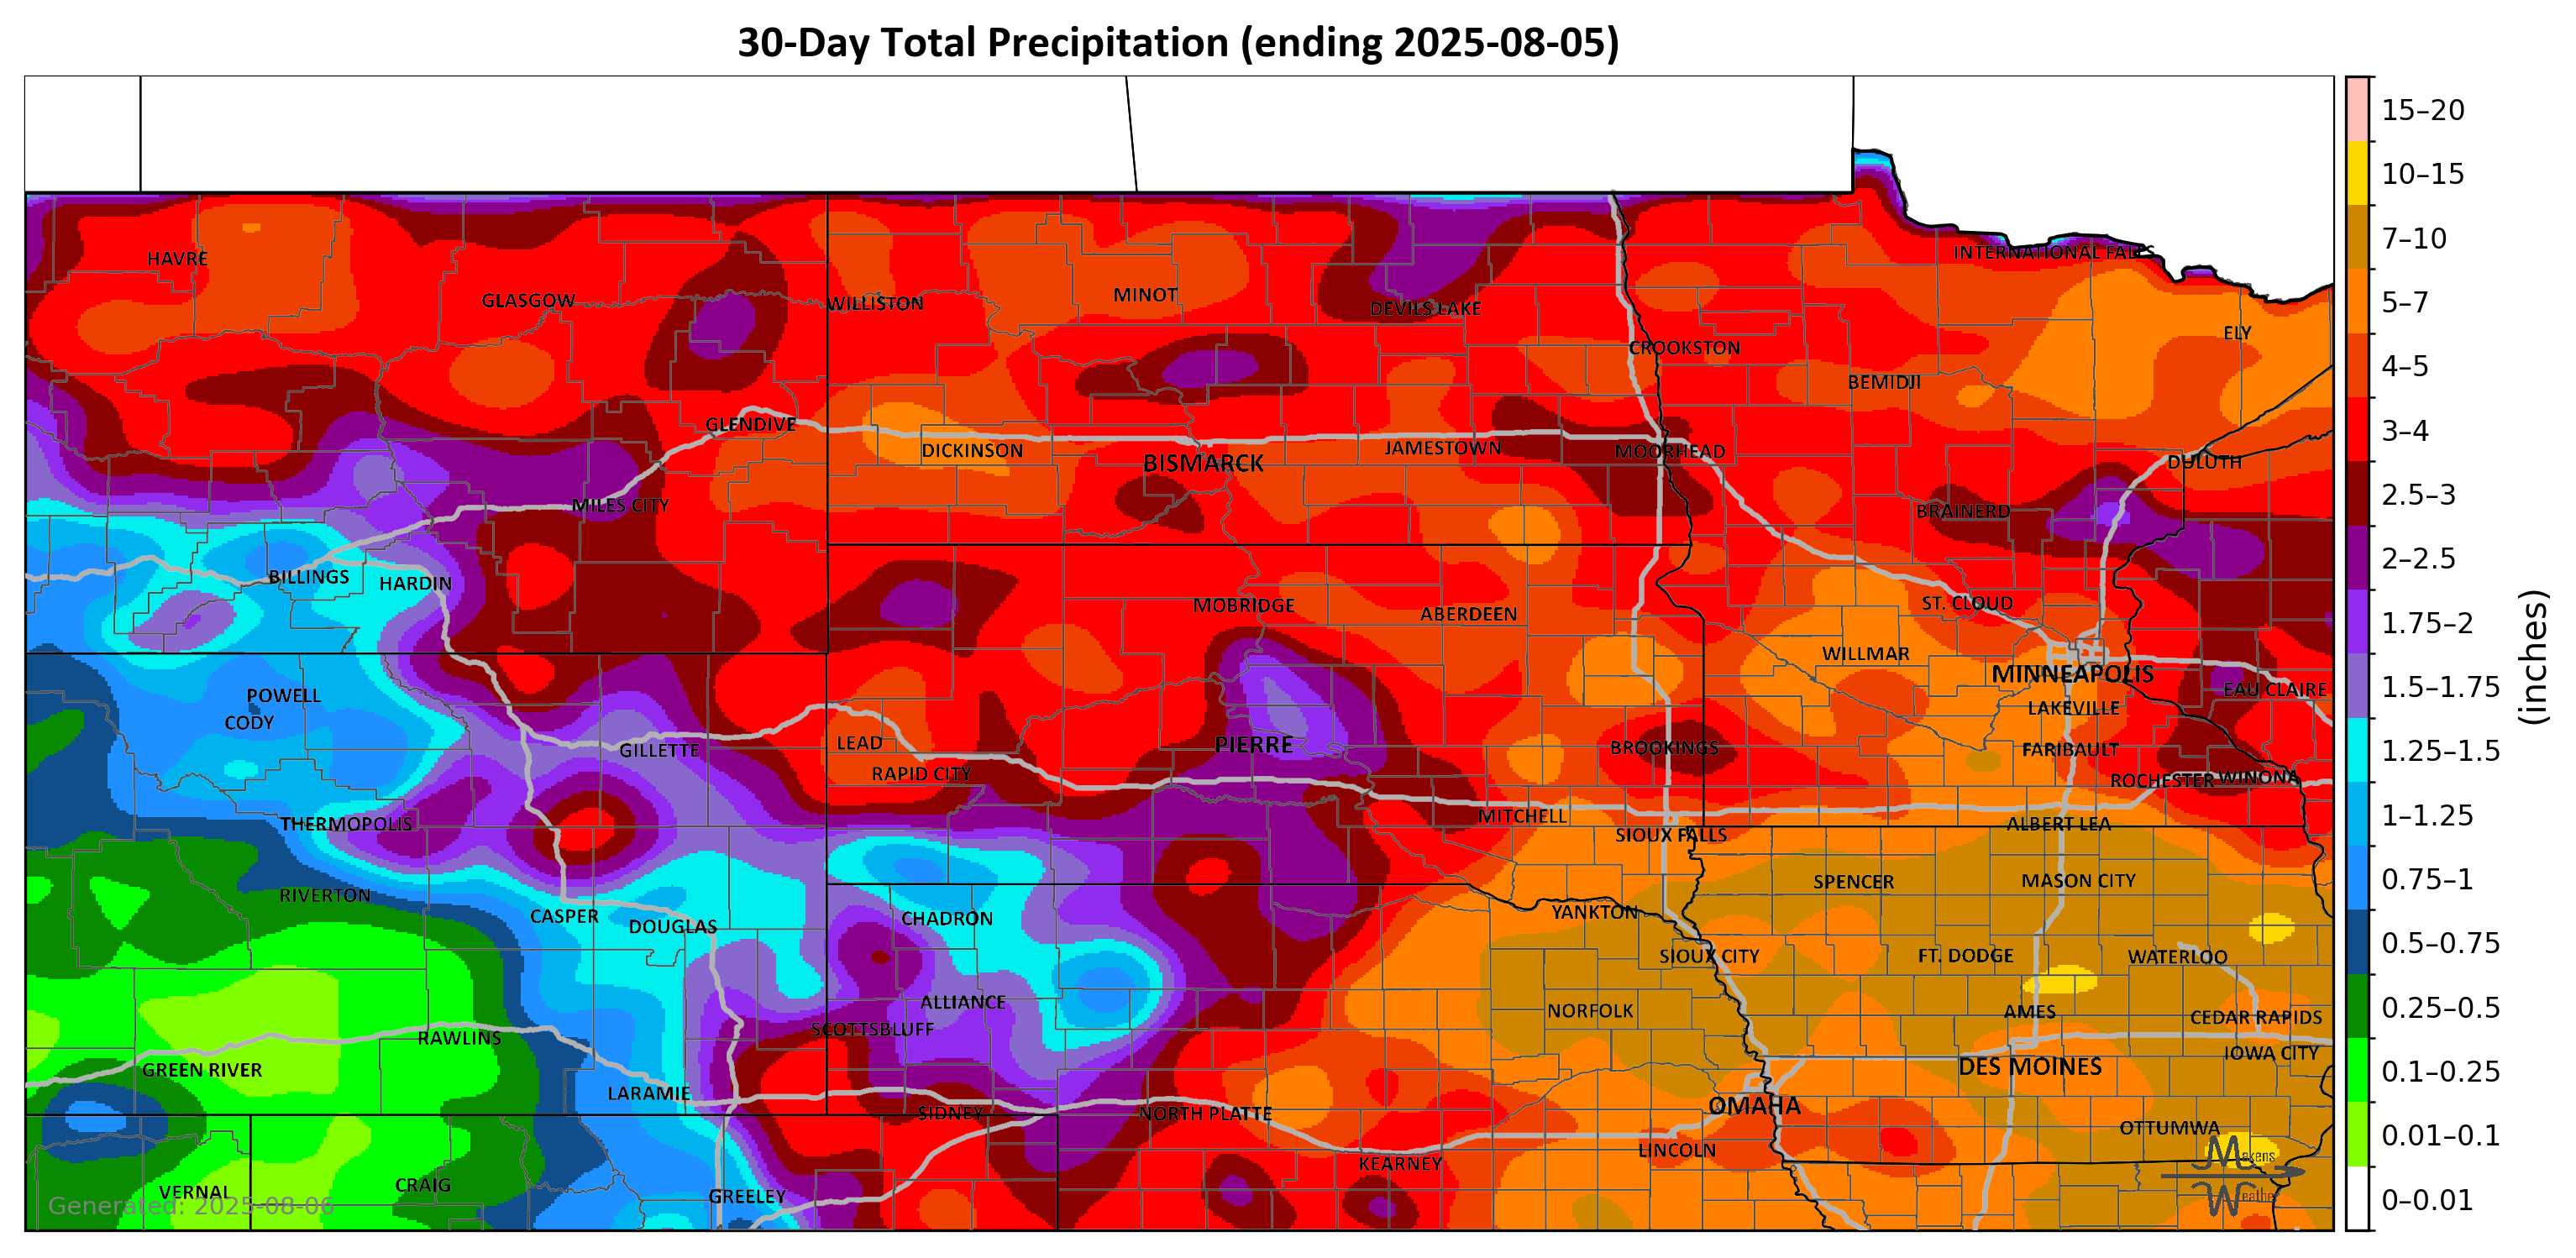 30-Day Total Precipitation (ending 2025-08-05)
HAVRE
GLASGOW
WILLISTON
MINOT
DEVILS LAKE
INTERNATIONAL FALLS
ELY
CROOKSTON
BEMIDJI
GLENDIVE
DICKINSON
BISMARCK
JAMESTOWN
MOORHEAD
DULUTH
MILES CITY
BRAINERD
BILLINGS
HARDIN
MOBRIDGE
ABERDEEN
ST. CLOUD
WILLMAR
MINNEAPOLIS
POWELL
CODY
EAU CLAIRE
LAKEVILLE
GILLETTE
LEAD
RAPID CITY
PIERRE
BROOKINGS
FARIBAULT
ROCHESTER
WINONA
THERMOPOLIS
MITCHELL
SIOUX FALLS
ALBERT LEA
RIVERTON
CASPER
DOUGLAS
CHADRON
YANKTON
SPENCER
MASON CITY
SIOUX CITY
FT. DODGE
WATERLOO
ALLIANCE
SCOTTSBLUFF
NORFOLK
AMES
CEDAR RAPIDS
RAWLINS
GREEN RIVER
IOWA CITY
DES MOINES
LARAMIE
SIDNEY
NORTH PLATTE
OMAHA
OTTUMWA
KEARNEY
LINCOLN
VERNAL
CRAIG
GREELEY
Generated: 2025-08-06
Makens
Weather
15–20
10–15
7–10
5–7
4–5
3–4
2.5–3
2–2.5
1.75–2
1.5–1.75
1.25–1.5
1–1.25
0.75–1
0.5–0.75
0.25–0.5
0.1–0.25
0.01–0.1
0–0.01
(inches)